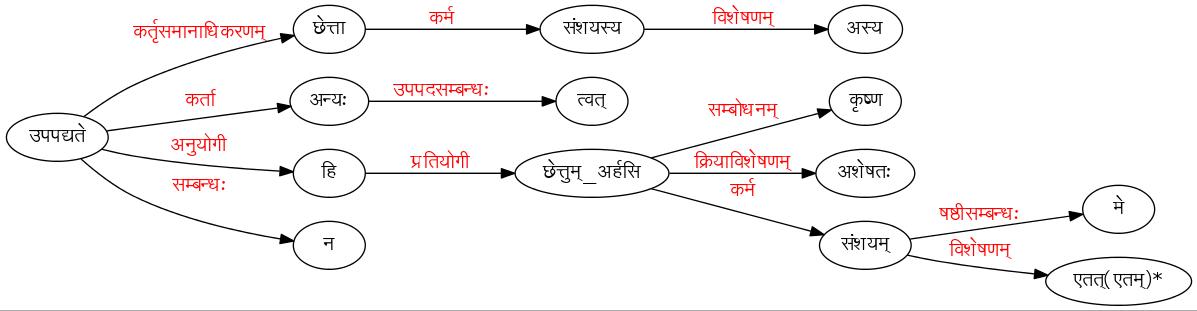 कर्तृसमानाधिकरणम् छेत्ता कर्म संशयस्य विशेषणम् अस्य
कर्ता अन्यः उपपदसम्बन्धः त्वत् सम्बोधनम् कृष्ण
उपपद्यते
अनुयोगी हि प्रतियोगी छेत्तुम्_अर्हसि क्रियाविशेषणम् अशेषतः
सम्बन्धः न कर्म संशयम् षष्ठीसम्बन्धः मे
विशेषणम् एतत्(एतम्)*